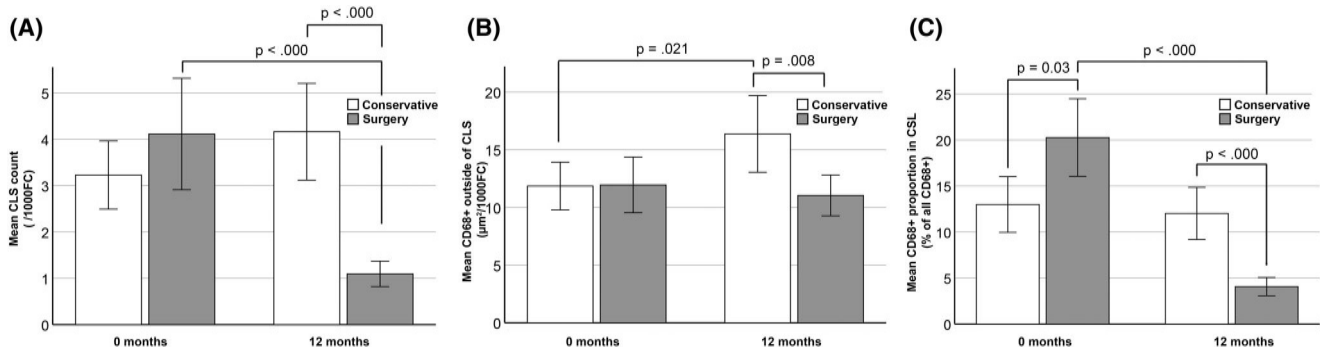 (A)
p < .000
p < .000
Conservative
Surgery
Mean CLS count
( /1000FC)
5
4
3
2
1
0
0 months
12 months
(B)
p = .021
p = .008
Conservative
Surgery
Mean CD68+ outside of CLS
(µm²/1000FC)
20
15
10
5
0
0 months
12 months
(C)
p < .000
p = 0.03
Conservative
Surgery
p < .000
Mean CD68+ proportion in CSL
(% of all CD68+)
25
20
15
10
5
0
0 months
12 months